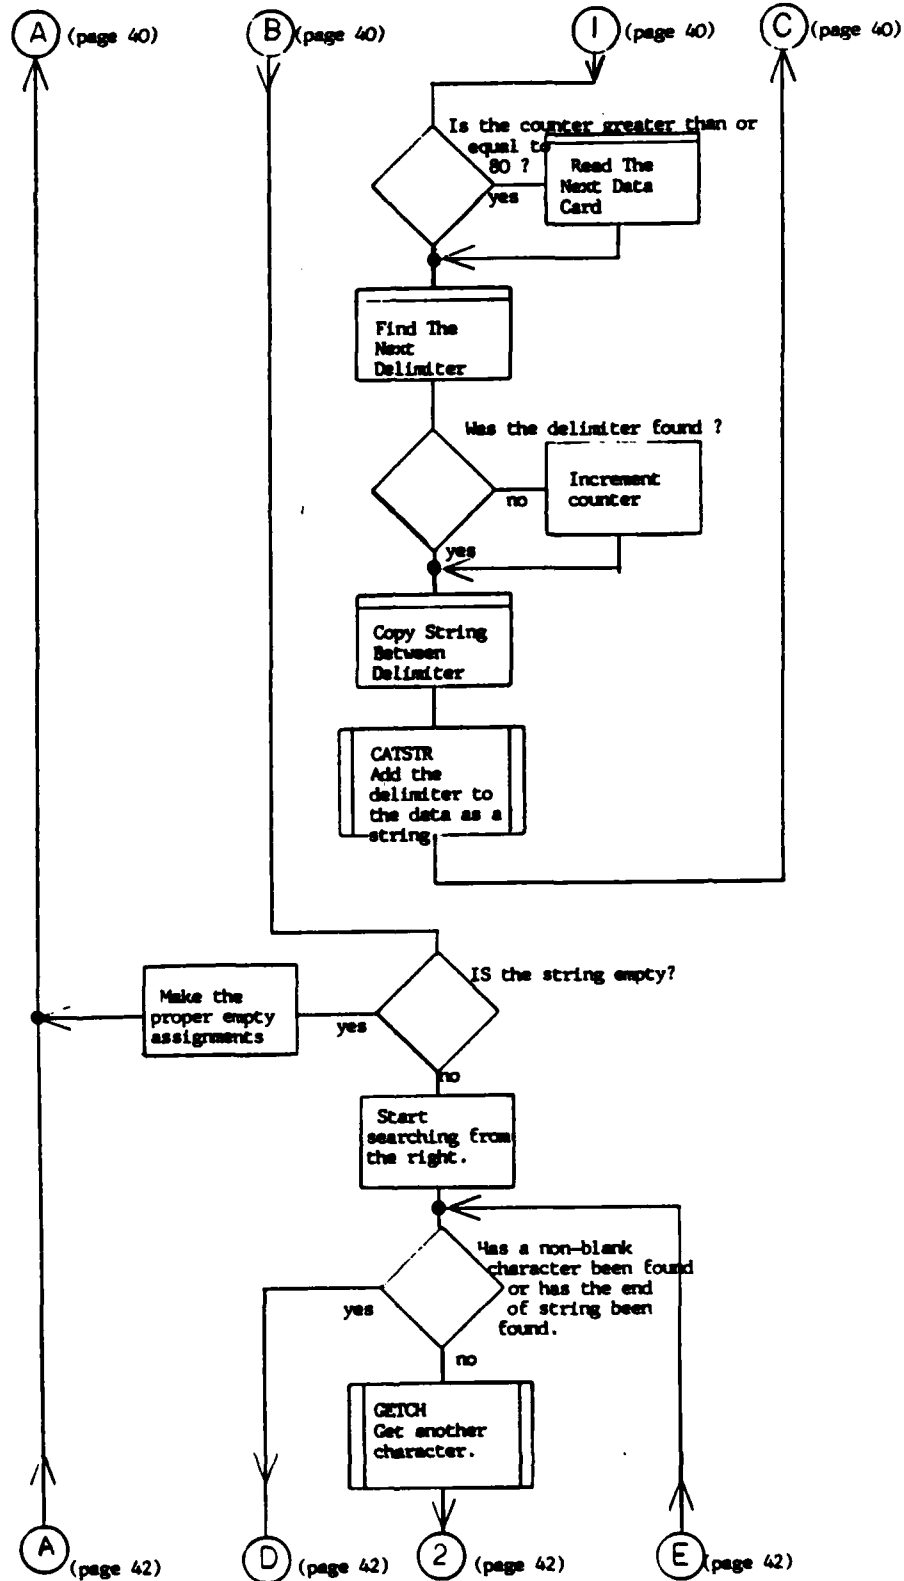 A (page 40)
B (page 40)
1 (page 40)
C (page 40)
Is the counter greater than or
equal to
80 ?
yes
Read The
Next Data
Card
Find The
Next
Delimiter
Was the delimiter found ?
no
Increment
counter
yes
Copy String
Between
Delimiter
CATSTR
Add the
delimiter to
the data as a
string.
IS the string empty?
Make the
proper empty
assignments
yes
no
Start
searching from
the right.
Has a non-blank
character been found
or has the end
of string been
found.
yes
no
GETCH
Get another
character.
A (page 42)
D (page 42)
2 (page 42)
E (page 42)